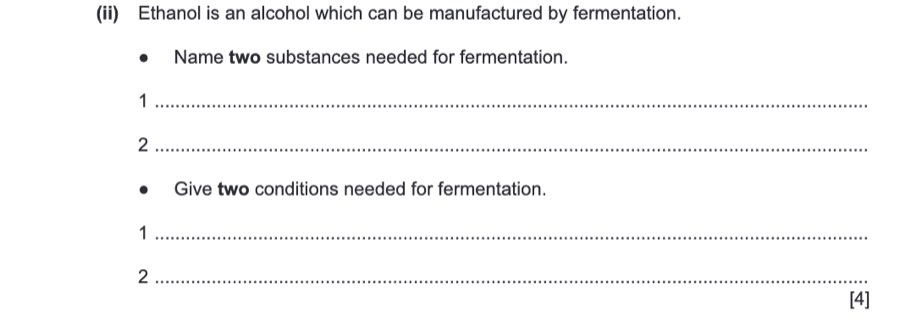 (ii) Ethanol is an alcohol which can be manufactured by fermentation.
• Name two substances needed for fermentation.
1 ........................................................................................................................
2 ........................................................................................................................
• Give two conditions needed for fermentation.
1 ........................................................................................................................
2 ........................................................................................................................
[4]